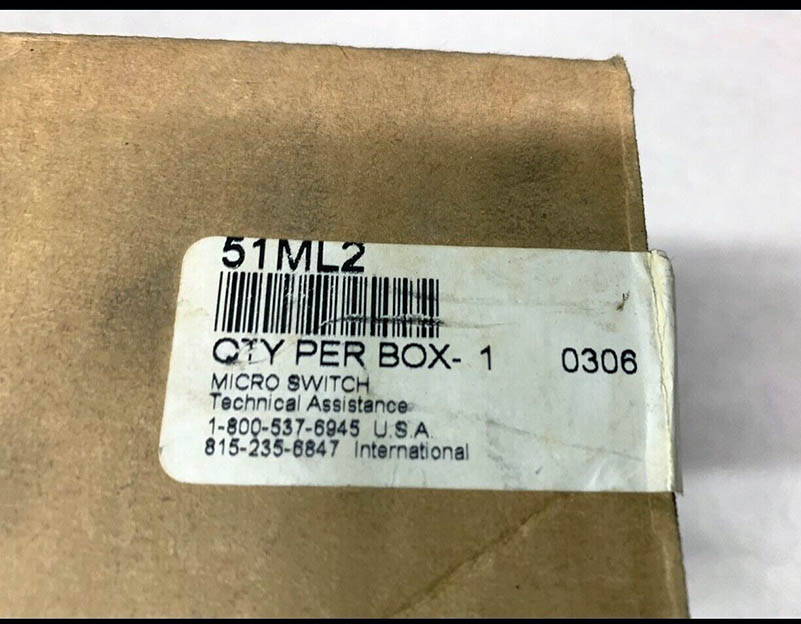 51ML2
QTY PER BOX- 1 0306
MICRO SWITCH
Technical Assistance
1-800-537-6945 U.S.A.
815-235-6847 International